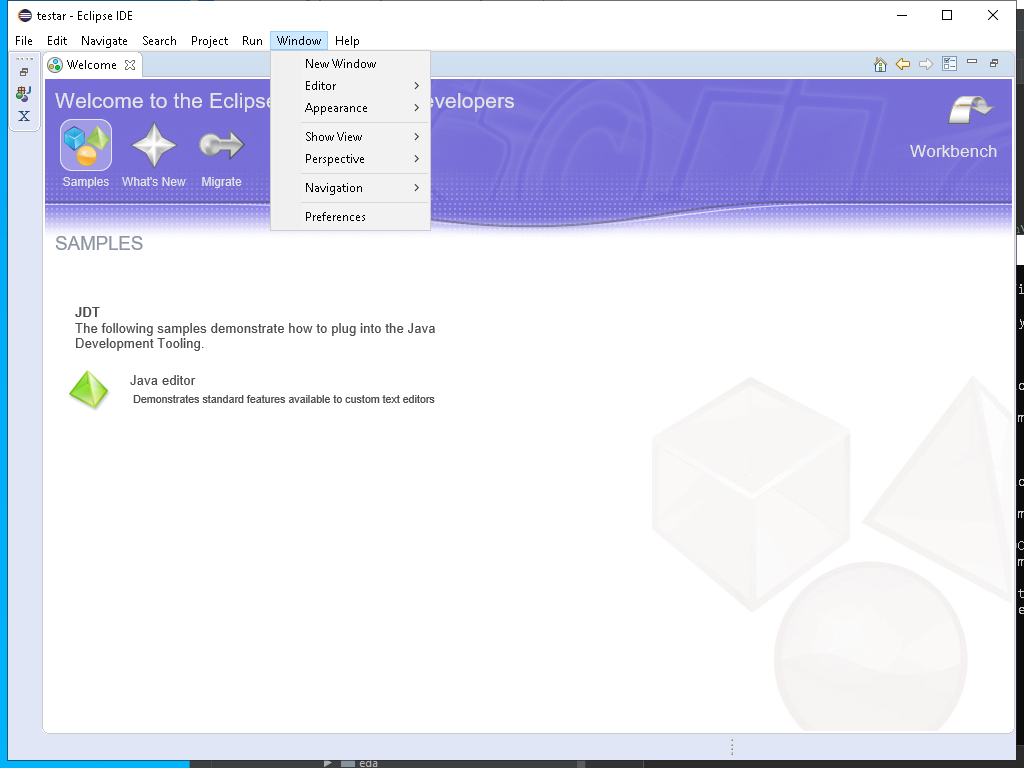 testar - Eclipse IDE
File Edit Navigate Search Project Run Window Help
Welcome
New Window
Editor
Appearance
Show View
Perspective
Navigation
Preferences
Welcome to the Eclipse
evelopers
Samples
What's New
Migrate
Workbench
SAMPLES
JDT
The following samples demonstrate how to plug into the Java
Development Tooling.
Java editor
Demonstrates standard features available to custom text editors
eda